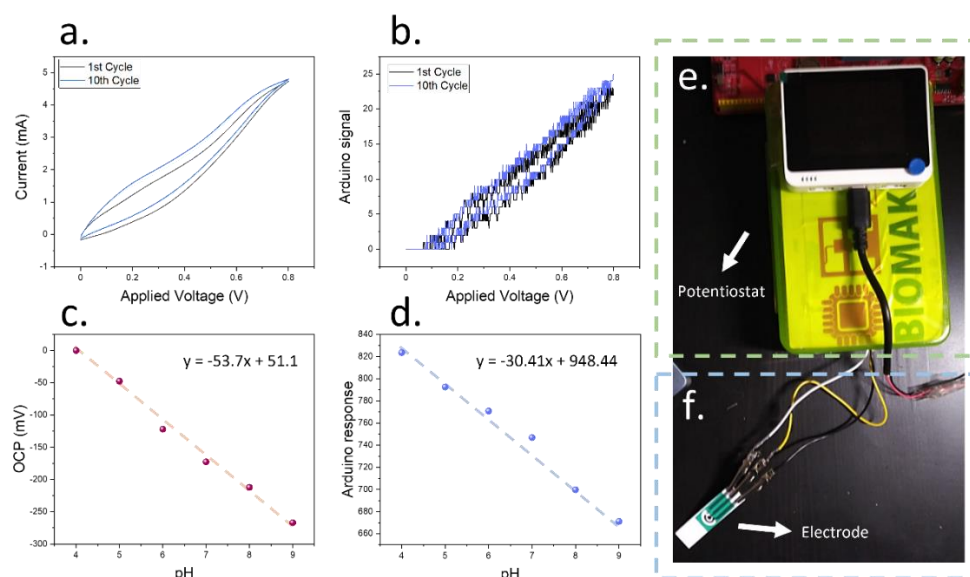 a.
1st Cycle
10th Cycle
5
4
3
2
1
0
-1
Current (mA)
0
0.2
0.4
0.6
0.8
Applied Voltage (V)
b.
1st Cycle
10th Cycle
25
20
15
10
5
0
Arduino signal
0
0.2
0.4
0.6
0.8
Applied Voltage (V)
c.
y = -53.7x + 51.1
0
-50
-100
-150
-200
-250
-300
OCP (mV)
4
5
6
7
8
9
pH
d.
y = -30.41x + 948.44
840
820
800
780
760
740
720
700
680
660
Arduino response
4
5
6
7
8
9
pH
e.
Potentiostat
BIOMAK
f.
Electrode